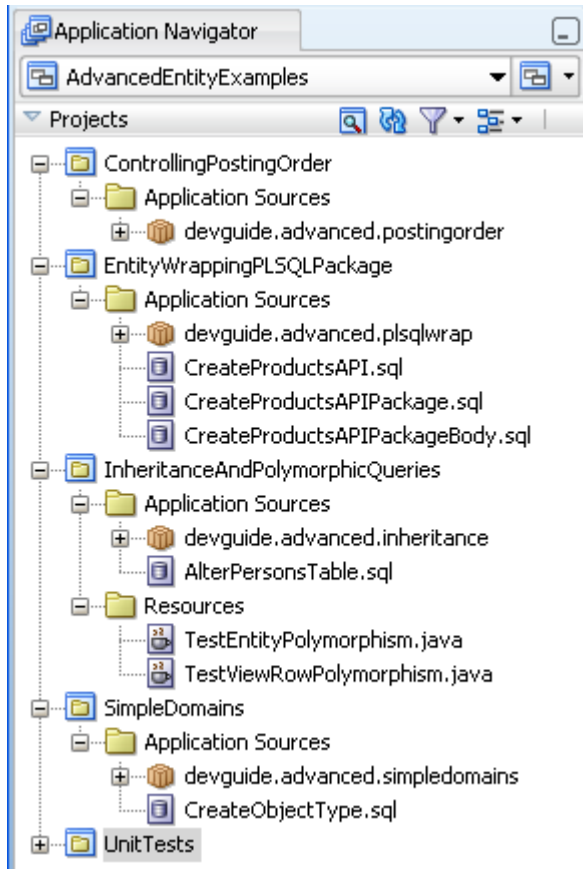 Application Navigator
AdvancedEntityExamples
Projects
ControllingPostingOrder
Application Sources
devguide.advanced.postingorder
EntityWrappingPLSQLPackage
Application Sources
devguide.advanced.plsqlwrap
CreateProductsAPI.sql
CreateProductsAPIPackage.sql
CreateProductsAPIPackageBody.sql
InheritanceAndPolymorphicQueries
Application Sources
devguide.advanced.inheritance
AlterPersonsTable.sql
Resources
TestEntityPolymorphism.java
TestViewRowPolymorphism.java
SimpleDomains
Application Sources
devguide.advanced.simpledomains
CreateObjectType.sql
UnitTests